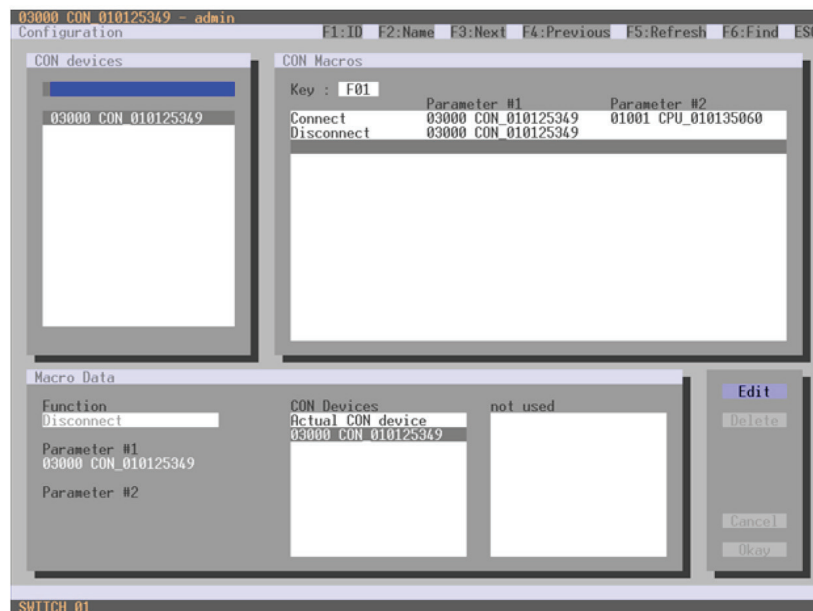 03000 CON_010125349 - admin
Configuration F1:ID F2:Name F3:Next F4:Previous F5:Refresh F6:Find ES
CON devices
03000 CON_010125349
CON Macros
Key : F01
Parameter #1 Parameter #2
Connect 03000 CON_010125349 01001 CPU_010135060
Disconnect 03000 CON_010125349
Macro Data
Function
Disconnect
Parameter #1
03000 CON_010125349
Parameter #2
CON Devices
Actual CON device
03000 CON_010125349
not used
Edit
Delete
Cancel
Okay
SWITCH_01